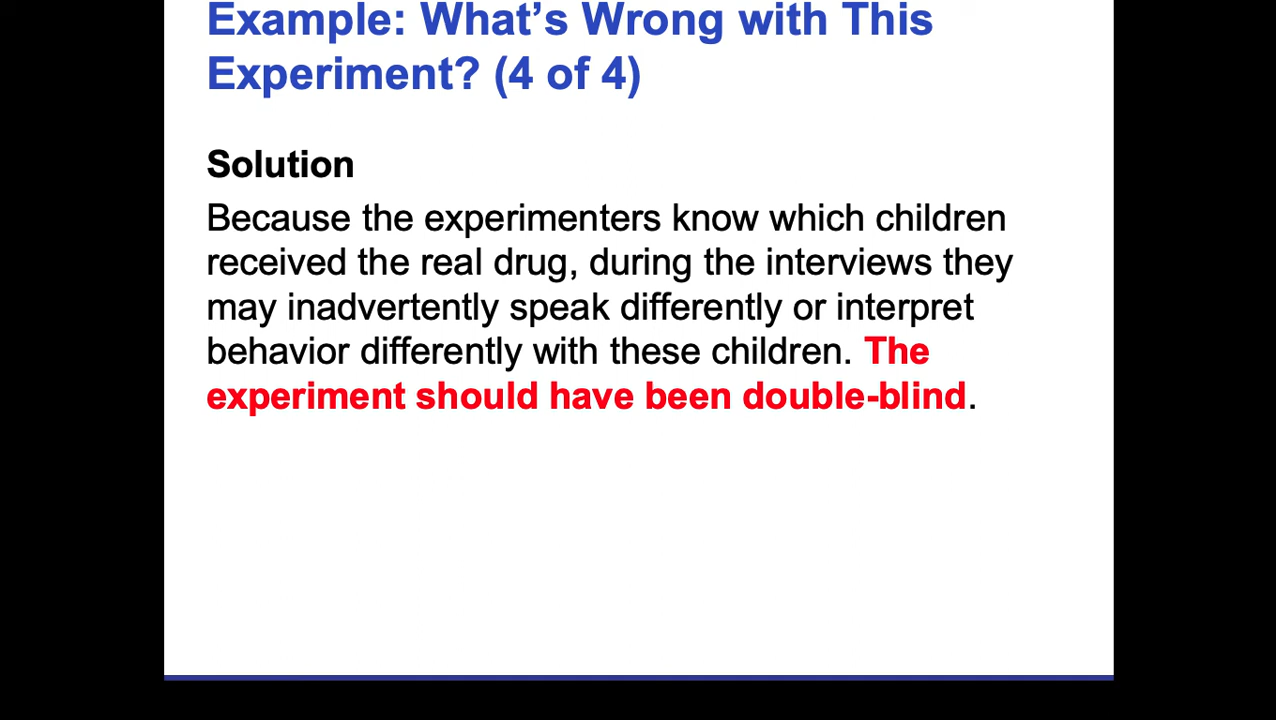 Example: What’s Wrong with This
Experiment? (4 of 4)
Solution
Because the experimenters know which children
received the real drug, during the interviews they
may inadvertently speak differently or interpret
behavior differently with these children. The
experiment should have been double-blind.